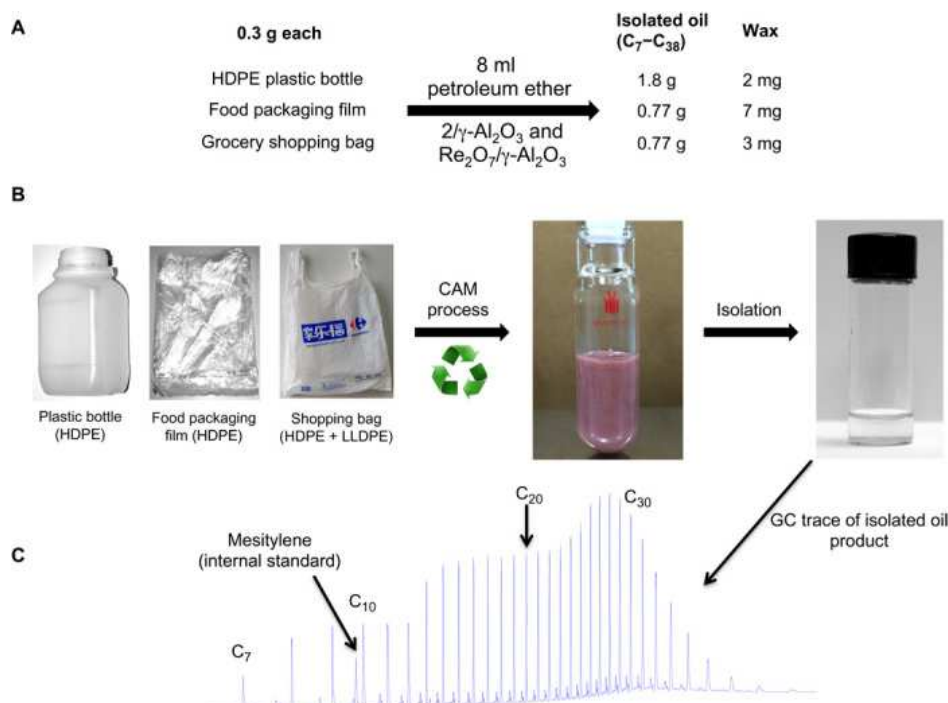 A
0.3 g each
Isolated oil
(C₇–C₃₈)
Wax
HDPE plastic bottle
8 ml
petroleum ether
1.8 g
2 mg
Food packaging film
0.77 g
7 mg
Grocery shopping bag
2/γ-Al₂O₃ and
Re₂O₇/γ-Al₂O₃
0.77 g
3 mg
B
家乐福
CAM
process
Isolation
Plastic bottle
(HDPE)
Food packaging
film (HDPE)
Shopping bag
(HDPE + LLDPE)
C
Mesitylene
(internal standard)
C₇
C₁₀
C₂₀
C₃₀
GC trace of isolated oil
product